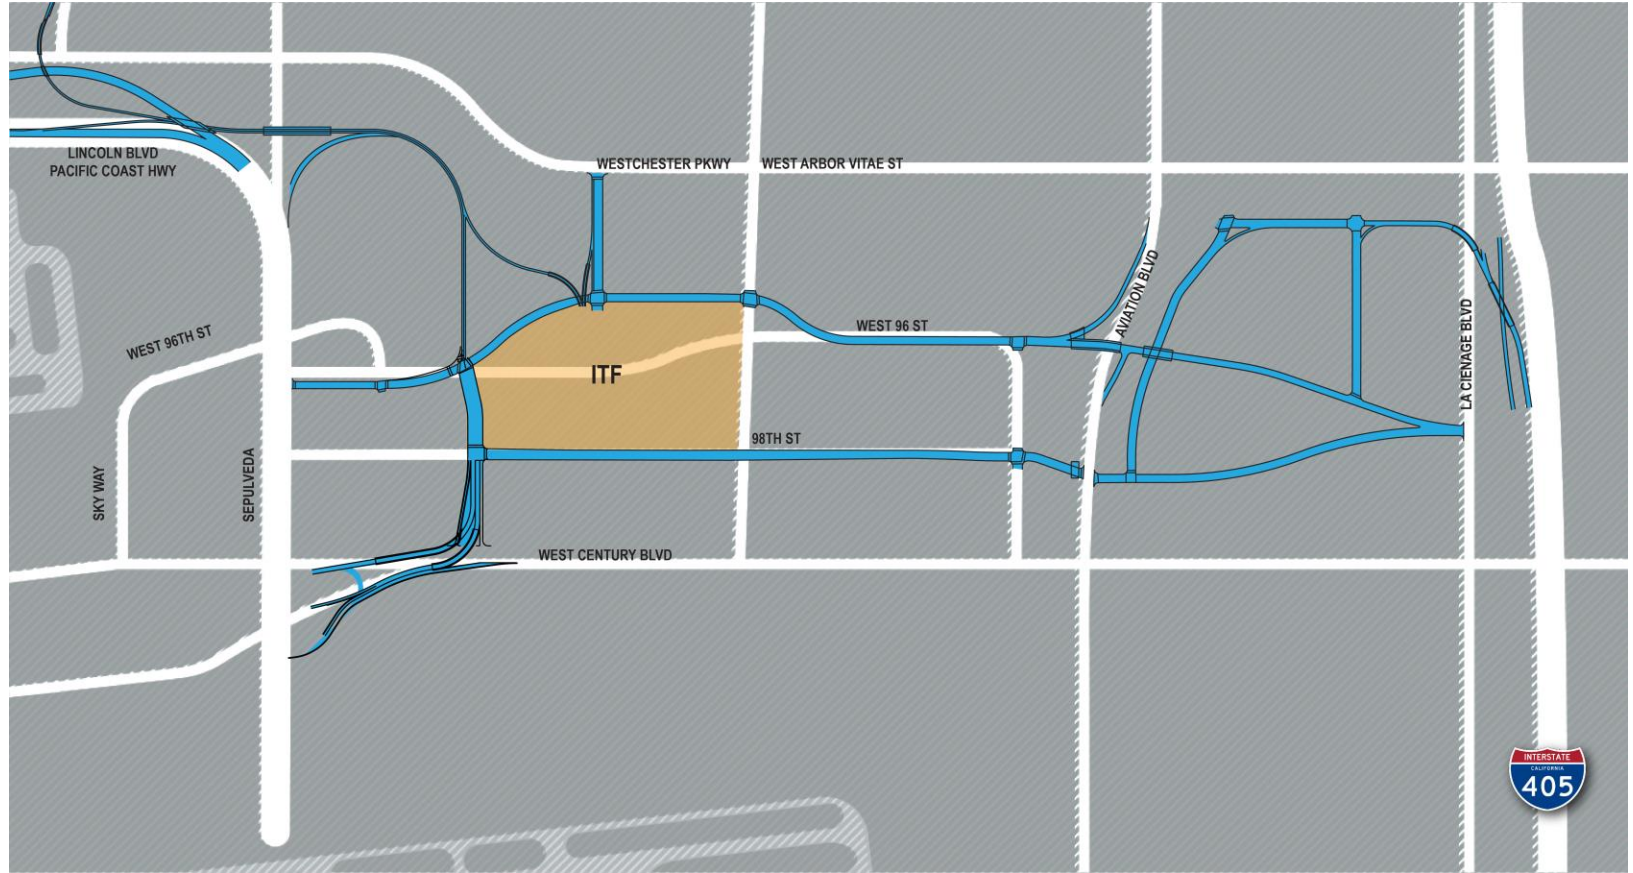 LINCOLN BLVD
PACIFIC COAST HWY
WESTCHESTER PKWY
WEST ARBOR VITAE ST
AVIATION BLVD
WEST 96TH ST
WEST 96 ST
LA CIENAGE BLVD
ITF
98TH ST
SKY WAY
SEPULVEDA
WEST CENTURY BLVD
INTERSTATE
CALIFORNIA
405